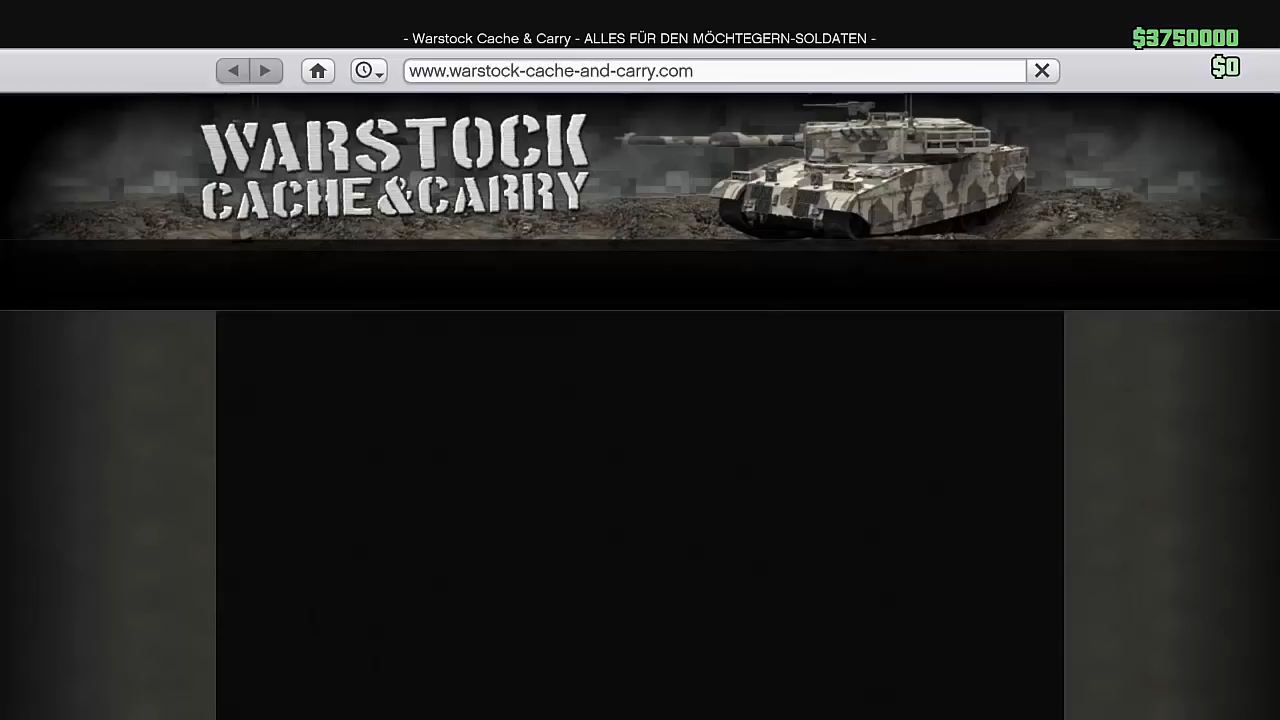 - Warstock Cache & Carry - ALLES FÜR DEN MÖCHTEGERN-SOLDATEN -
$3750000
$0
www.warstock-cache-and-carry.com
WARSTOCK
CACHE&CARRY